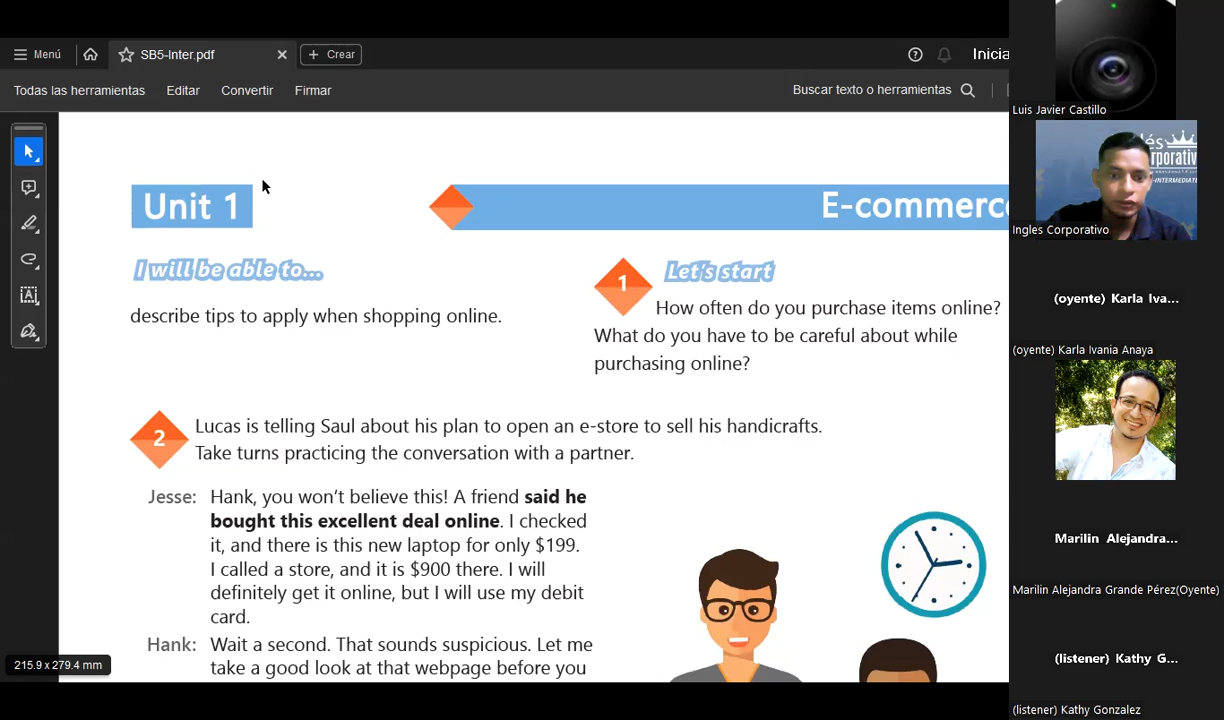 Menú
SB5-Inter.pdf
Crear
Inicia
Todas las herramientas
Editar
Convertir
Firmar
Buscar texto o herramientas
Unit 1
E-commerc
I will be able to...
describe tips to apply when shopping online.
1
Let's start
How often do you purchase items online?
What do you have to be careful about while
purchasing online?
2
Lucas is telling Saul about his plan to open an e-store to sell his handicrafts.
Take turns practicing the conversation with a partner.
Jesse: Hank, you won't believe this! A friend said he
bought this excellent deal online. I checked
it, and there is this new laptop for only $199.
I called a store, and it is $900 there. I will
definitely get it online, but I will use my debit
card.
Hank: Wait a second. That sounds suspicious. Let me
take a good look at that webpage before you
215.9 x 279.4 mm
Luis Javier Castillo
Ingles Corporativo
(oyente) Karla Iva...
(oyente) Karla Ivania Anaya
Marilin Alejandra...
Marilin Alejandra Grande Pérez(Oyente)
(listener) Kathy G...
(listener) Kathy Gonzalez